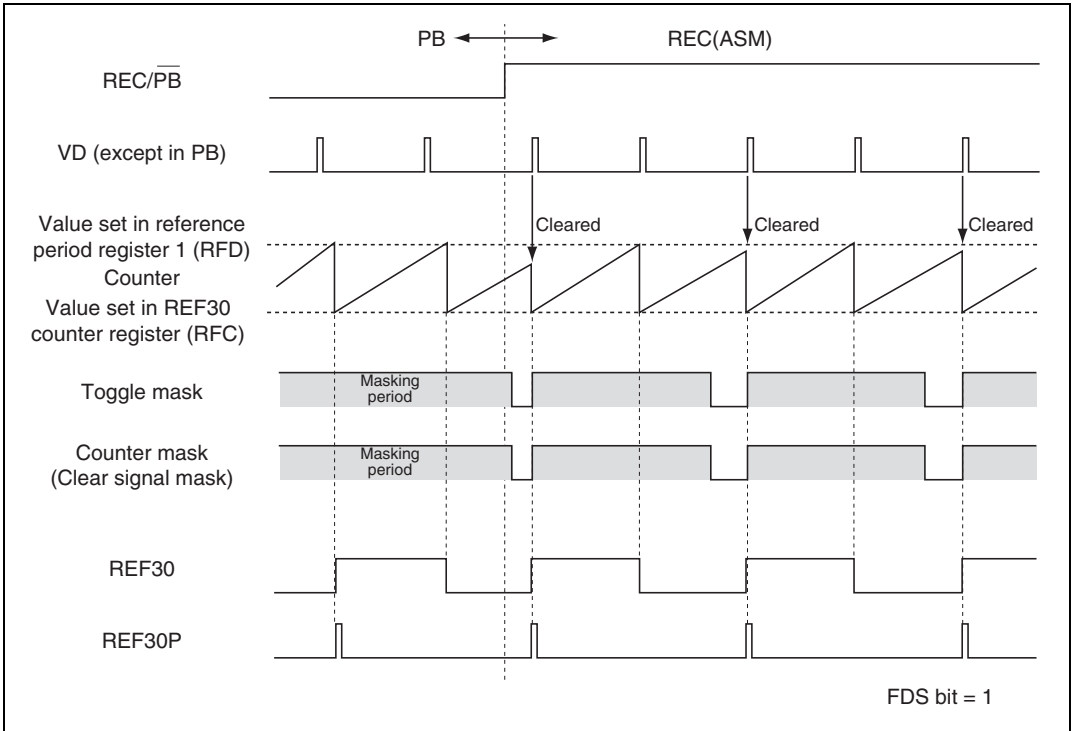 PB
REC(ASM)
REC/P̅B̅
VD (except in PB)
Value set in reference
period register 1 (RFD)
Cleared
Cleared
Cleared
Counter
Value set in REF30
counter register (RFC)
Toggle mask
Masking
period
Counter mask
(Clear signal mask)
Masking
period
REF30
REF30P
FDS bit = 1